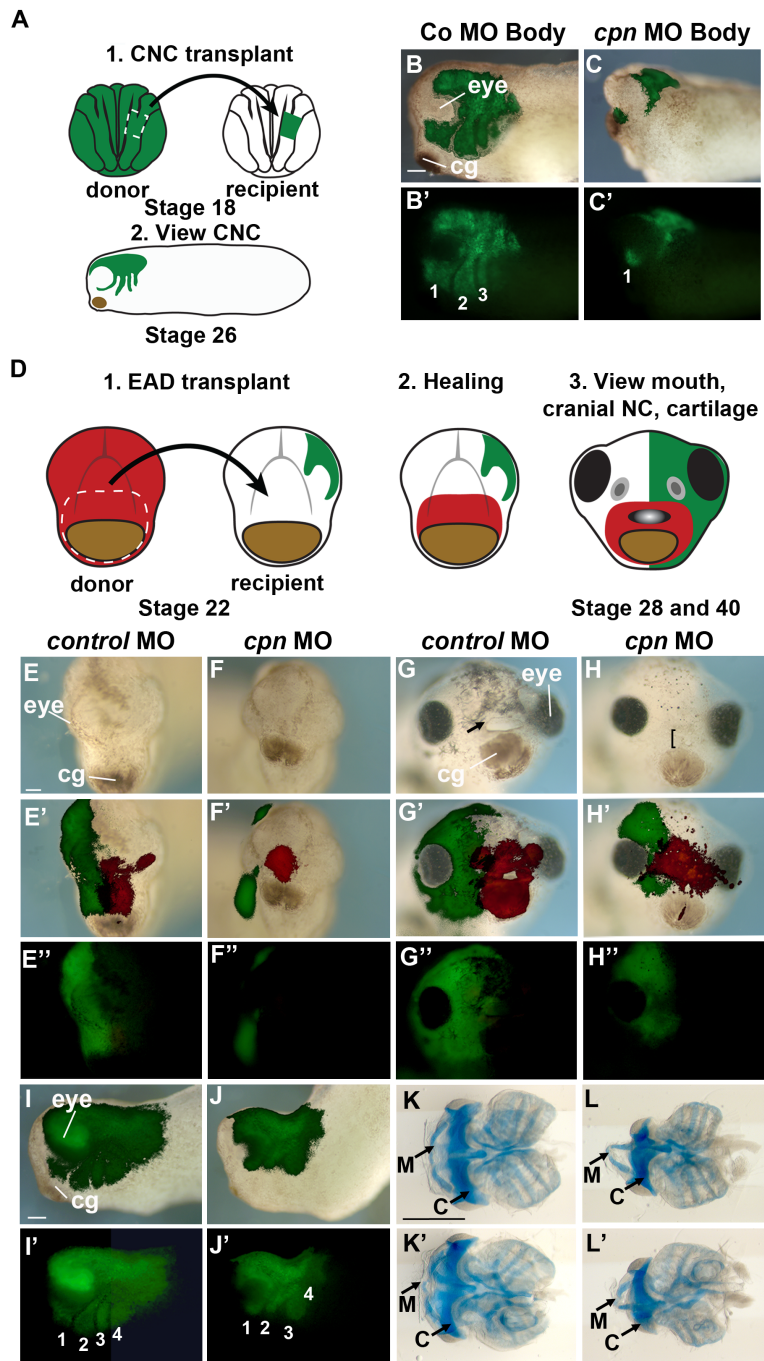 A
1. CNC transplant
donor
recipient
Stage 18
2. View CNC
Stage 26
Co MO Body
cpn MO Body
B
eye
cg
C
B'
1
2
3
C'
1
D
1. EAD transplant
2. Healing
3. View mouth,
cranial NC, cartilage
donor
recipient
Stage 22
Stage 28 and 40
control MO
cpn MO
control MO
cpn MO
E
eye
cg
F
G
eye
cg
H
[
E'
F'
G'
H'
E’’
F’’
G’’
H’’
I
eye
cg
J
K
M
C
L
M
C
I'
1
2
3
4
J'
1
2
3
4
K'
M
C
L'
M
C